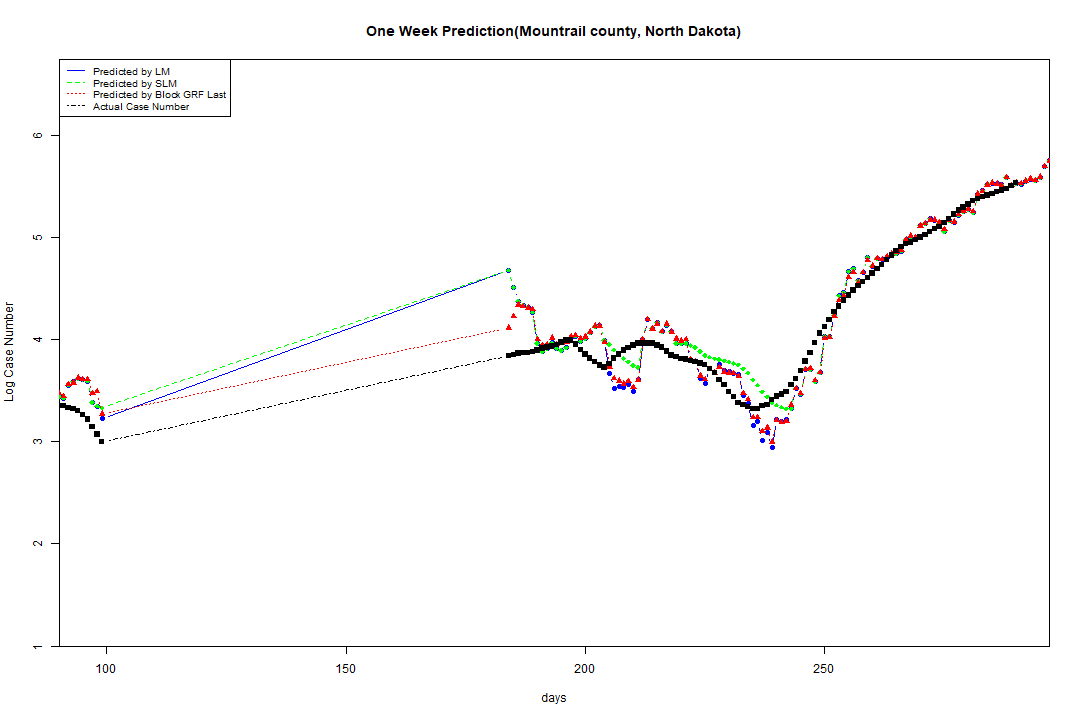 One Week Prediction(Mountrail county, North Dakota)
Predicted by LM
Predicted by SLM
Predicted by Block GRF Last
Actual Case Number
Log Case Number
6
5
4
3
2
1
100 150 200 250
days